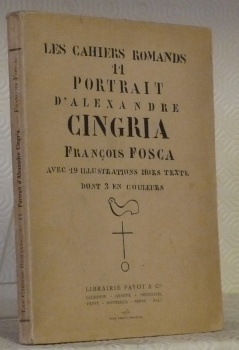 LES CAHIERS ROMANDS
11
PORTRAIT
D'ALEXANDRE
CINGRIA
FRANÇOIS FOSCA
AVEC 19 ILLUSTRATIONS HORS TEXTE
DONT 3 EN COULEURS
LIBRAIRIE PAYOT & Cie